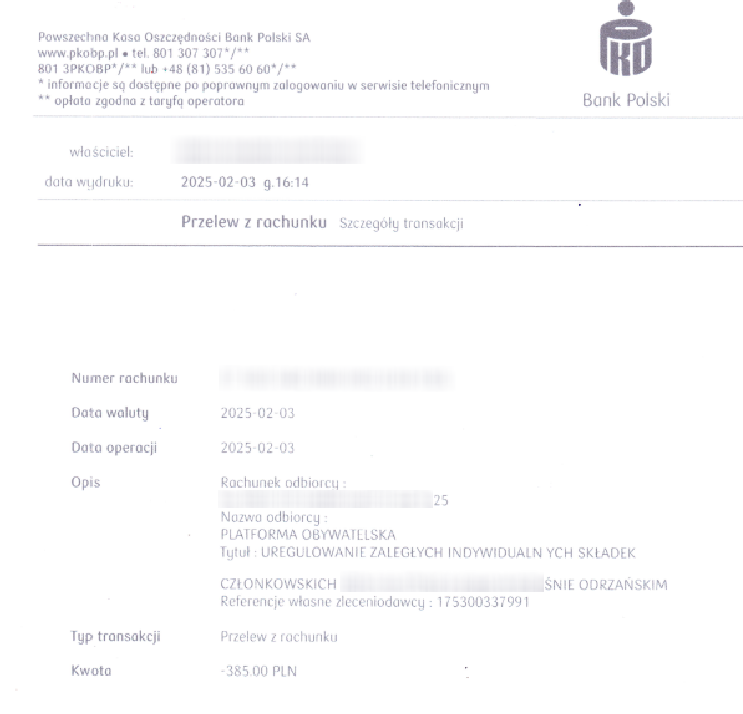 Powszechna Kasa Oszczędności Bank Polski SA
www.pkobp.pl • tel. 801 307 307*/**
801 3PKOBP*/** lub +48 (81) 535 60 60*/**
* informacje są dostępne po poprawnym zalogowaniu w serwisie telefonicznym
** opłata zgodna z taryfą operatora
PKO
Bank Polski
właściciel:
data wydruku: 2025-02-03 g.16:14
Przelew z rachunku Szczegóły transakcji
Numer rachunku
Data waluty 2025-02-03
Data operacji 2025-02-03
Opis Rachunek odbiorcy :
25
Nazwa odbiorcy :
PLATFORMA OBYWATELSKA
Tytuł : UREGULOWANIE ZALEGŁYCH INDYWIDUALN YCH SKŁADEK
CZŁONKOWSKICH ŚNIE ODRZAŃSKIM
Referencje własne zleceniodawcy : 175300337991
Typ transakcji Przelew z rachunku
Kwota -385.00 PLN